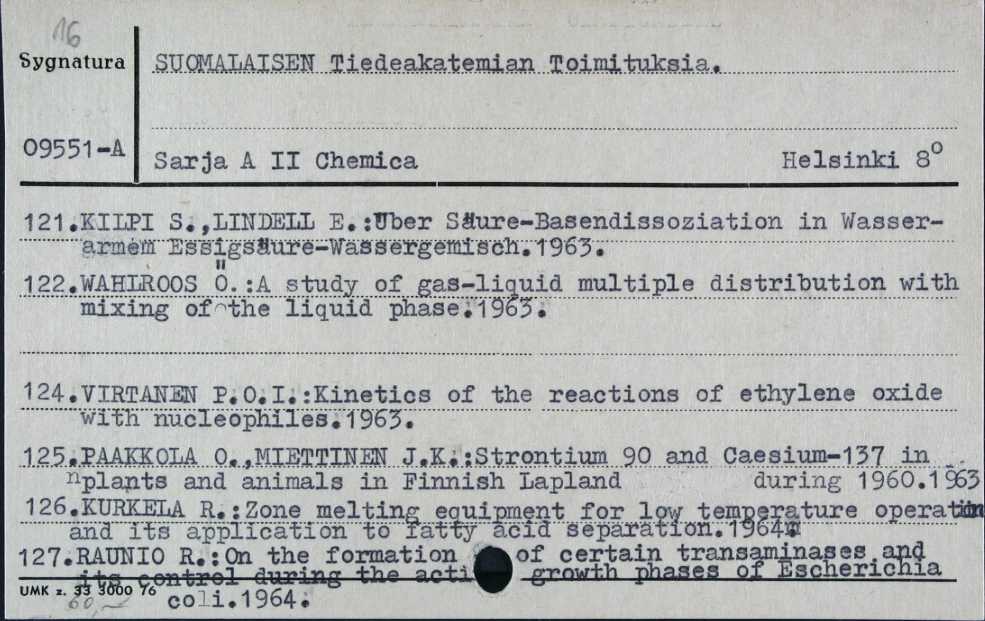 16
Sygnatura
SUOMALAISEN Tiedeakatemian Toimituksia.
09551-A
Sarja A II Chemica Helsinki 8°
121.KILPI S.,LINDELL E.:Über Säure-Basendissoziation in Wasser-
armem Essigsäure-Wassergemisch.1963.
122.WAHLROOS Ö.:A study of gas-liquid multiple distribution with
mixing of the liquid phase.1963.
124.VIRTANEN P.O.I.:Kinetics of the reactions of ethylene oxide
with nucleophiles.1963.
125.PAAKKOLA O.,MIETTINEN J.K.:Strontium 90 and Caesium-137 in
plants and animals in Finnish Lapland during 1960.1963
126.KURKELA R.:Zone melting equipment for low temperature operation
and its application to fatty acid separation.1964
127.RAUNIO R.:On the formation of certain transaminases and
its control during the acti growth phases of Escherichia
UMK z. 33 3000 76 coli.1964.
60,-